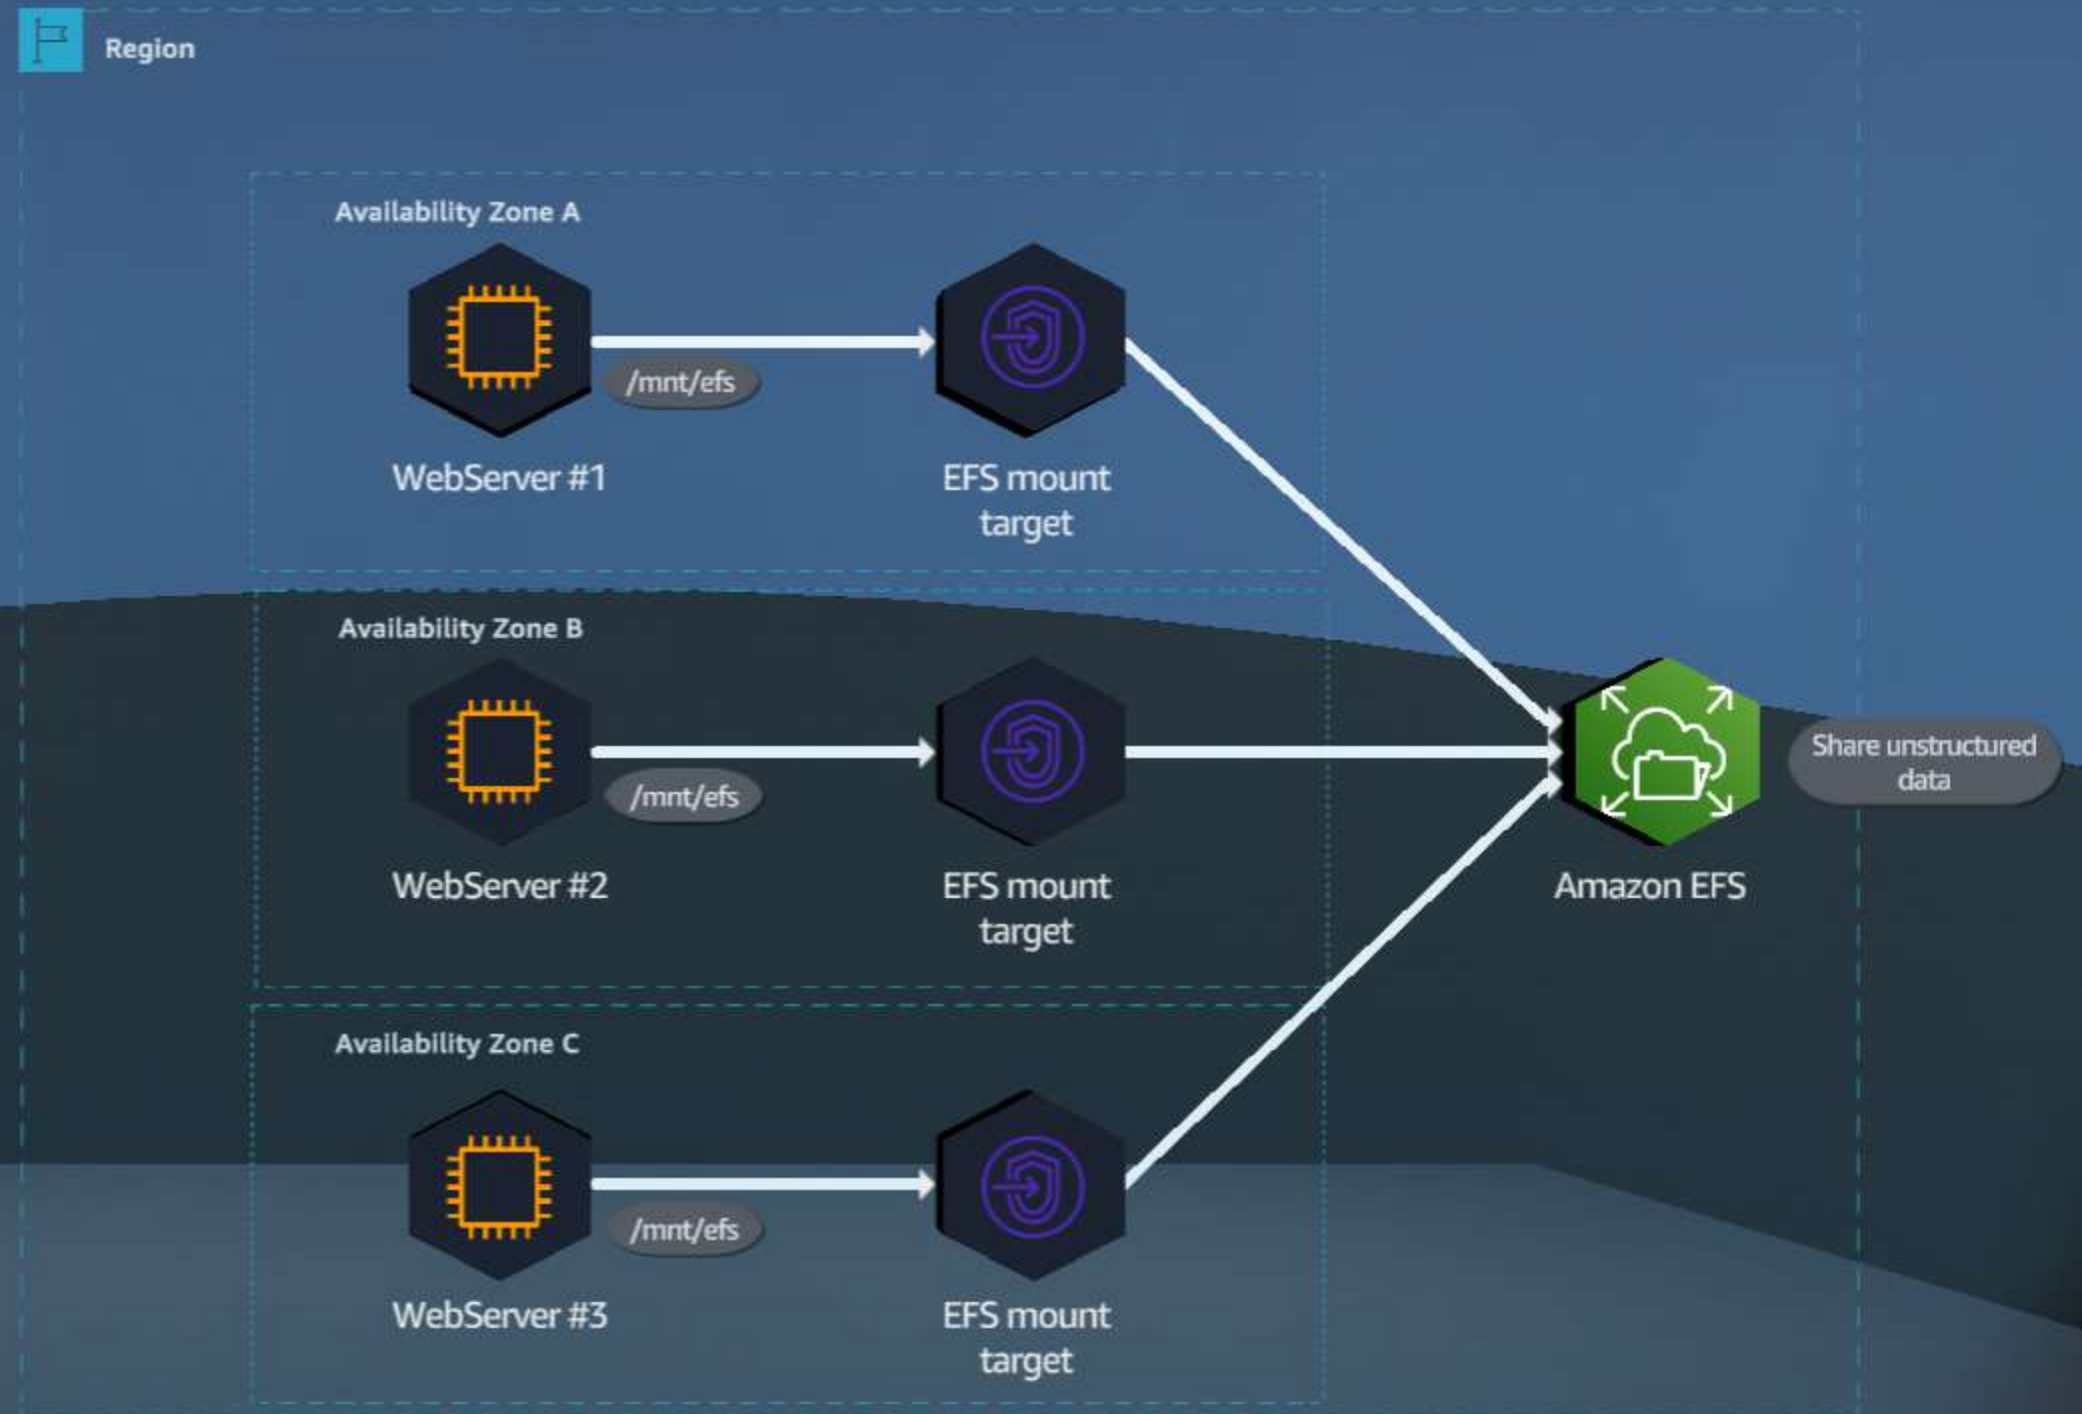 Region
Availability Zone A
/mnt/efs
WebServer #1
EFS mount
target
Availability Zone B
/mnt/efs
WebServer #2
EFS mount
target
Share unstructured
data
Amazon EFS
Availability Zone C
/mnt/efs
WebServer #3
EFS mount
target